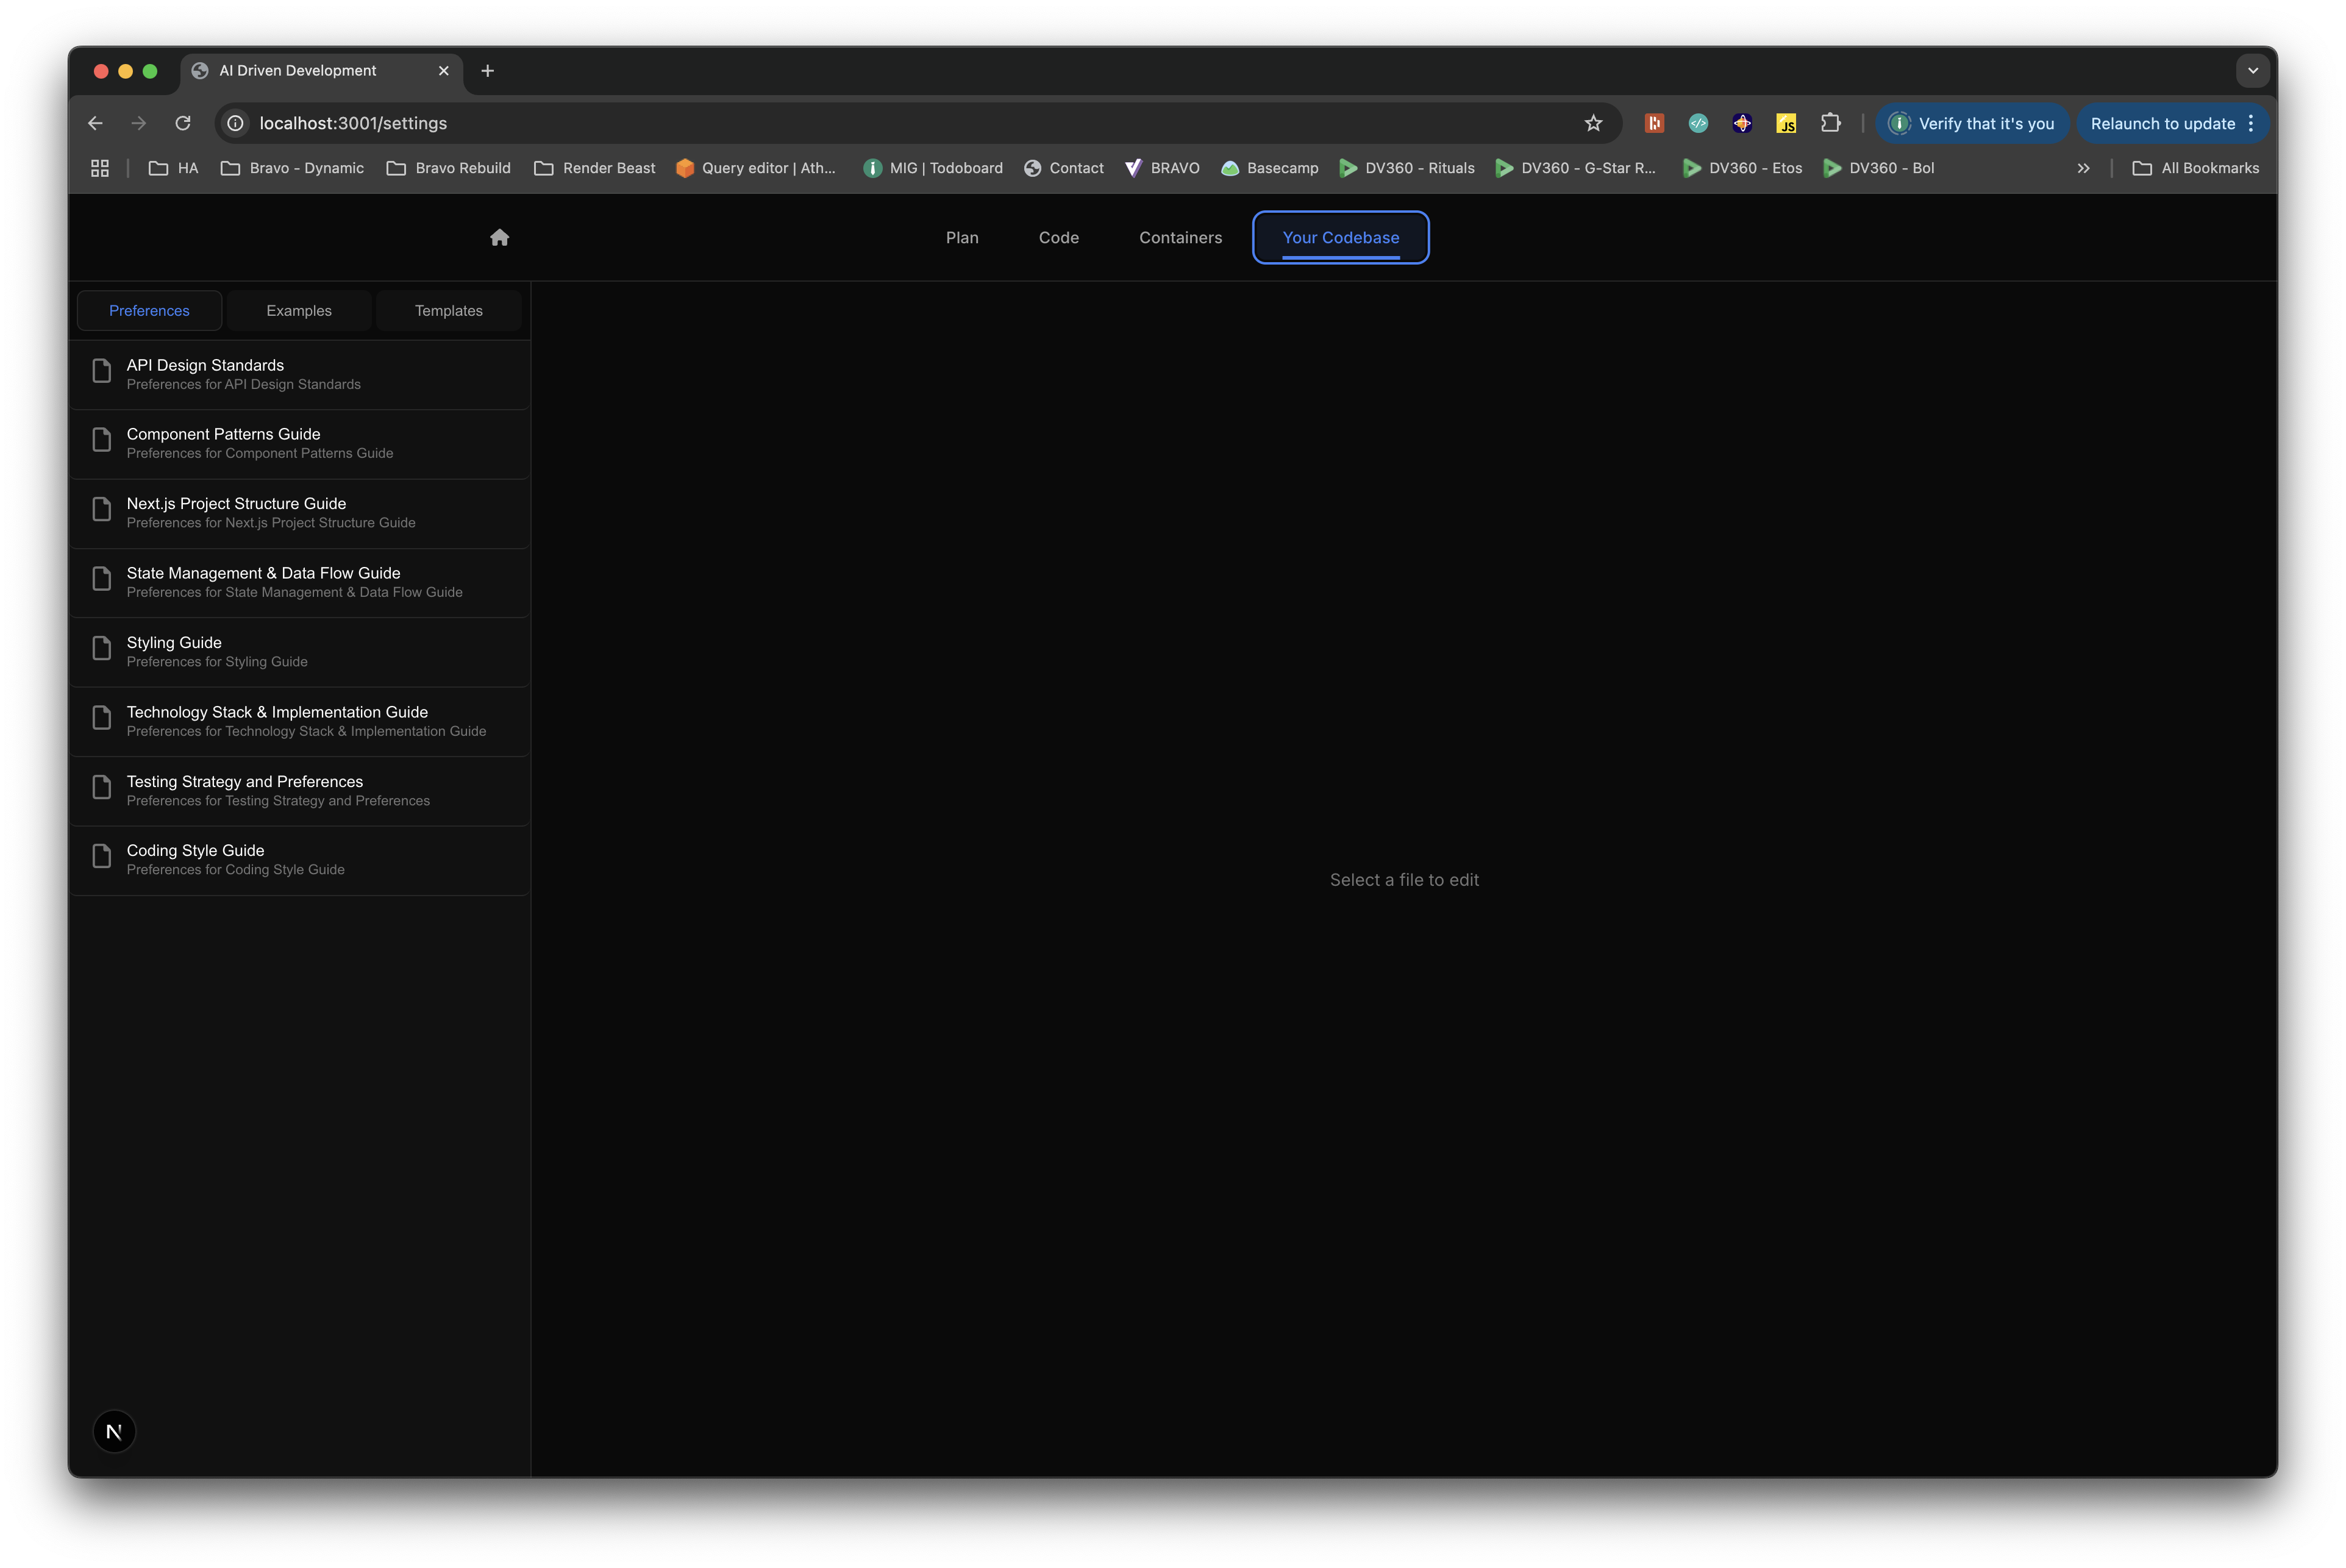 AI Driven Development
localhost:3001/settings
Verify that it's you
Relaunch to update
HA
Bravo - Dynamic
Bravo Rebuild
Render Beast
Query editor | Ath...
MIG | Todoboard
Contact
BRAVO
Basecamp
DV360 - Rituals
DV360 - G-Star R...
DV360 - Etos
DV360 - Bol
All Bookmarks
Plan
Code
Containers
Your Codebase
Preferences
Examples
Templates
API Design Standards
Preferences for API Design Standards
Component Patterns Guide
Preferences for Component Patterns Guide
Next.js Project Structure Guide
Preferences for Next.js Project Structure Guide
State Management & Data Flow Guide
Preferences for State Management & Data Flow Guide
Styling Guide
Preferences for Styling Guide
Technology Stack & Implementation Guide
Preferences for Technology Stack & Implementation Guide
Testing Strategy and Preferences
Preferences for Testing Strategy and Preferences
Coding Style Guide
Preferences for Coding Style Guide
Select a file to edit
N
JS